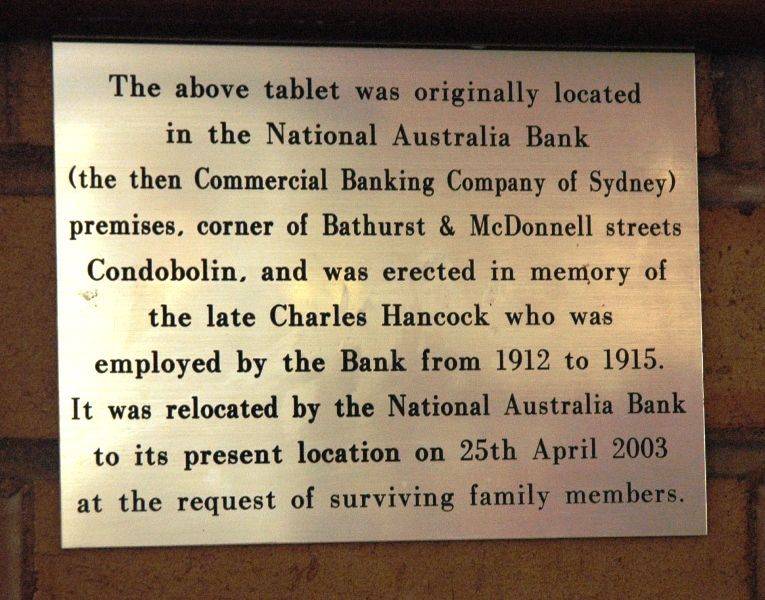 The above tablet was originally located
in the National Australia Bank
(the then Commercial Banking Company of Sydney)
premises, corner of Bathurst & McDonnell streets
Condobolin, and was erected in memory of
the late Charles Hancock who was
employed by the Bank from 1912 to 1915.
It was relocated by the National Australia Bank
to its present location on 25th April 2003
at the request of surviving family members.